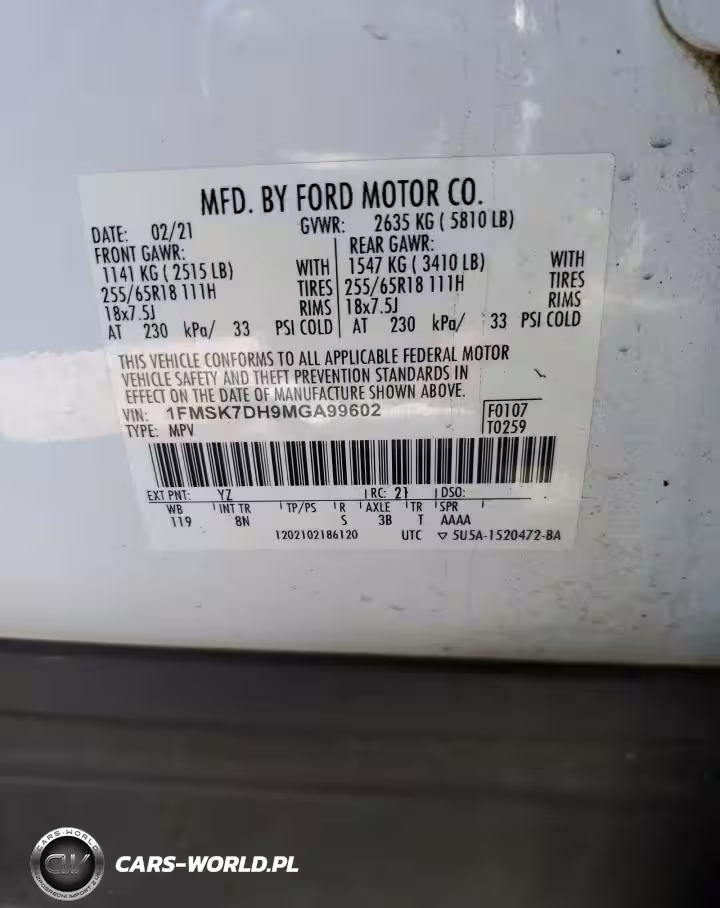 MFD. BY FORD MOTOR CO.
DATE: 02/21 GVWR: 2635 KG ( 5810 LB)
FRONT GAWR: REAR GAWR:
1141 KG ( 2515 LB) WITH 1547 KG ( 3410 LB) WITH
255/65R18 111H TIRES 255/65R18 111H TIRES
18x7.5J RIMS 18x7.5J RIMS
AT 230 kPa/ 33 PSI COLD AT 230 kPa/ 33 PSI COLD
THIS VEHICLE CONFORMS TO ALL APPLICABLE FEDERAL MOTOR
VEHICLE SAFETY AND THEFT PREVENTION STANDARDS IN
EFFECT ON THE DATE OF MANUFACTURE SHOWN ABOVE.
VIN: 1FMSK7DH9MGA99602 F0107
TYPE: MPV T0259
EXT PNT: YZ RC: 21 DSO:
WB INT TR TP/PS R AXLE TR SPR
119 8N S 3B T AAAA
1202102186120 UTC ▽ 5U5A-1520472-BA
CARS-WORLD
CW
CARS-WORLD.PL